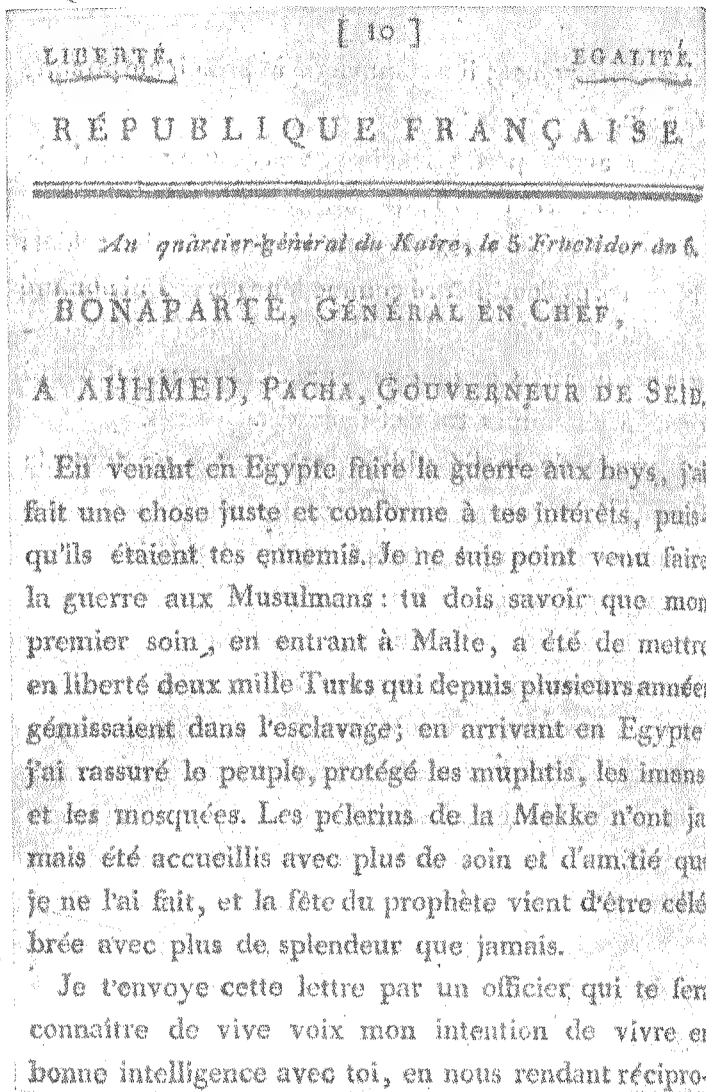 [ 10 ]
LIBERTÉ. EGALITÉ.
RÉPUBLIQUE FRANÇAISE.
Au quartier-général du Kaire, le 5 Fructidor an 6.
BONAPARTE, GÉNÉRAL EN CHEF,
A AHHMED, PACHA, GOUVERNEUR DE SEÏD.
En venant en Egypte faire la guerre aux beys, j'ai
fait une chose juste et conforme à tes intérêts, puis-
qu'ils étaient tes ennemis. Je ne suis point venu faire
la guerre aux Musulmans : tu dois savoir que mon
premier soin, en entrant à Malte, a été de mettre
en liberté deux mille Turks qui depuis plusieurs année
gémissaient dans l'esclavage; en arrivant en Egypte
j'ai rassuré le peuple, protégé les muphtis, les imans
et les mosquées. Les pélerins de la Mekke n'ont ja
mais été accueillis avec plus de soin et d'amitié que
je ne l'ai fait, et la fête du prophète vient d'être célé
brée avec plus de splendeur que jamais.
Je t'envoye cette lettre par un officier qui te fer
connaître de vive voix mon intention de vivre en
bonne intelligence avec toi, en nous rendant récipro-